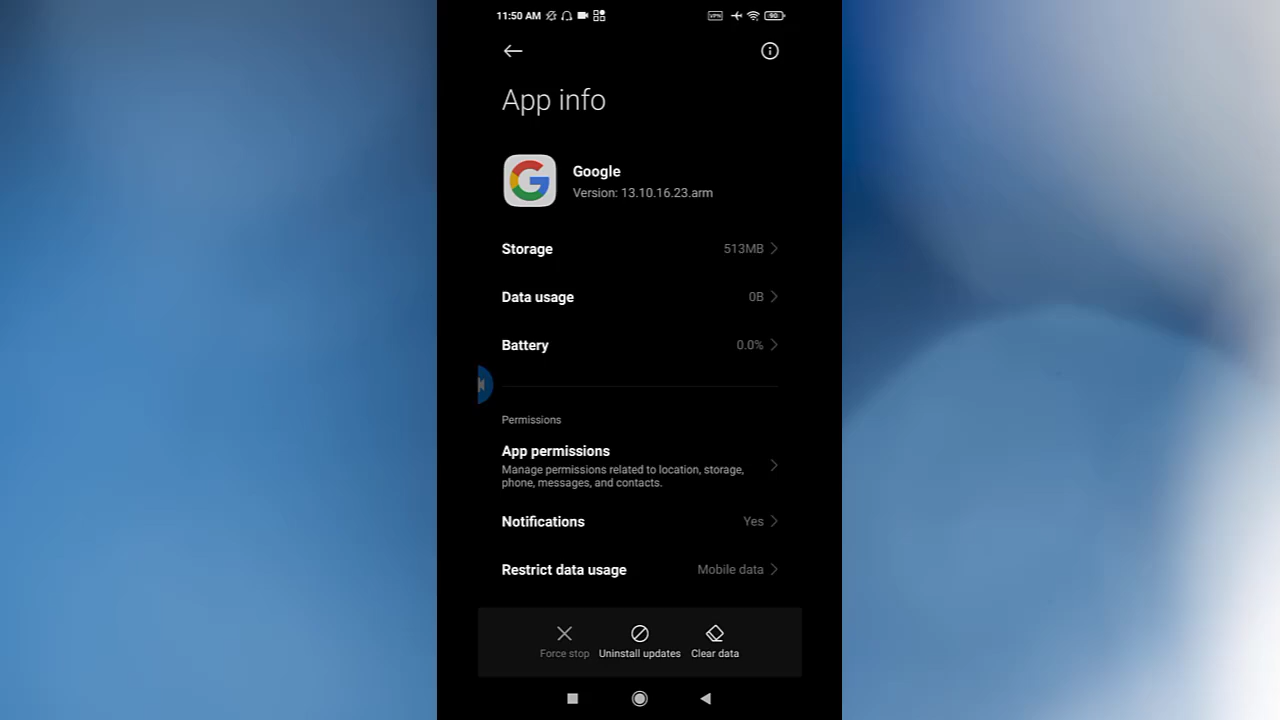 11:50 AM VPN 90
App info
Google
Version: 13.10.16.23.arm
Storage 513MB
Data usage 0B
Battery 0.0%
Permissions
App permissions
Manage permissions related to location, storage,
phone, messages, and contacts.
Notifications Yes
Restrict data usage Mobile data
Force stop Uninstall updates Clear data